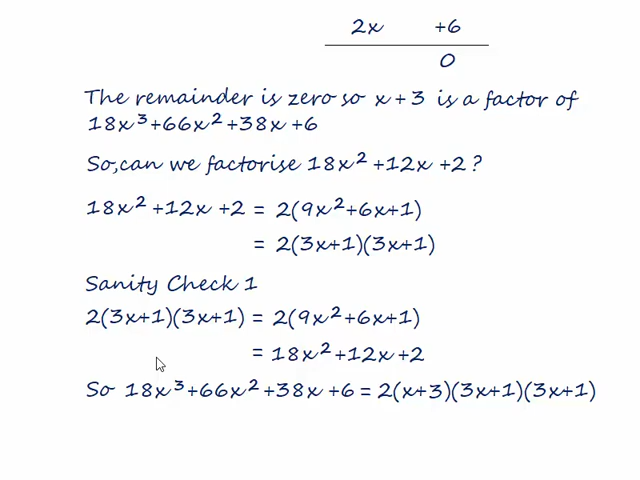 2x +6
0
The remainder is zero so x+3 is a factor of
18x³+66x²+38x+6
So, can we factorise 18x²+12x+2?
18x²+12x+2 = 2(9x²+6x+1)
= 2(3x+1)(3x+1)
Sanity Check 1
2(3x+1)(3x+1) = 2(9x²+6x+1)
= 18x²+12x+2
So 18x³+66x²+38x+6 = 2(x+3)(3x+1)(3x+1)